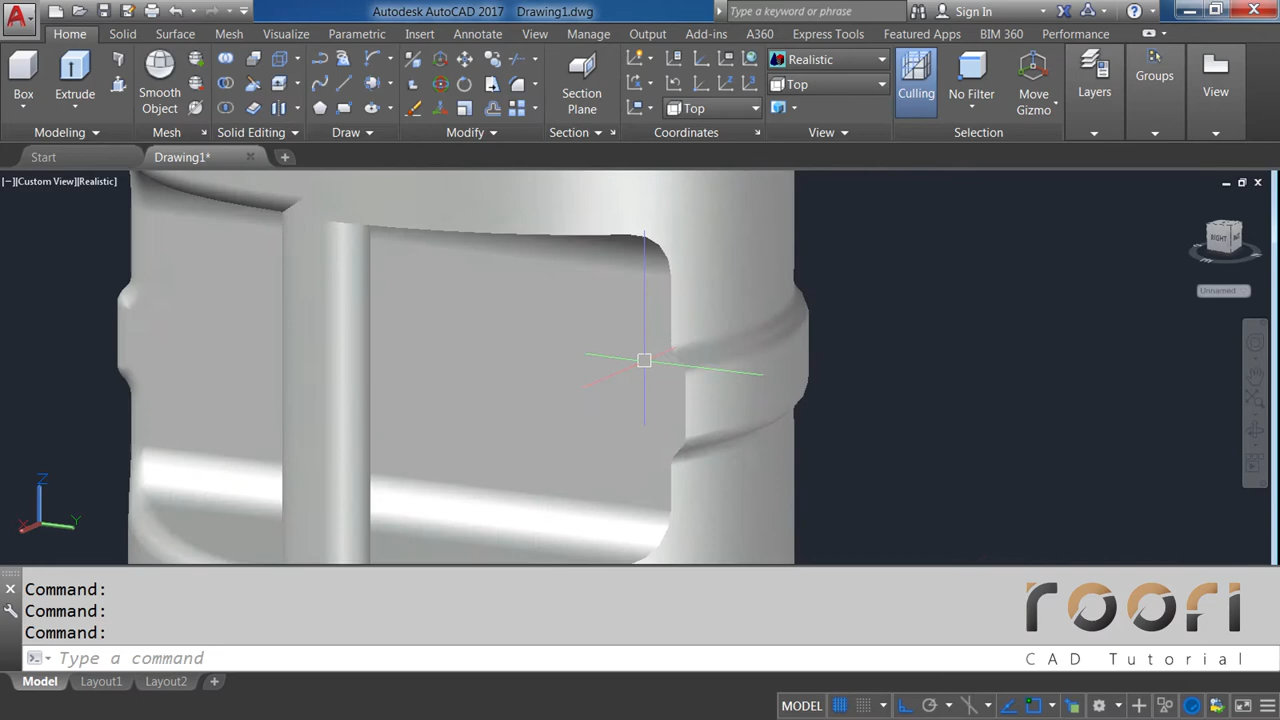 Autodesk AutoCAD 2017 Drawing1.dwg
Type a keyword or phrase
Sign In
Home Solid Surface Mesh Visualize Parametric Insert Annotate View Manage Output Add-ins A360 Express Tools Featured Apps BIM 360 Performance
Box
Extrude
Smooth
Object
Section
Plane
Top
Realistic
Top
Culling
No Filter
Move
Gizmo
Layers
Groups
View
Modeling
Mesh
Solid Editing
Draw
Modify
Section
Coordinates
View
Selection
Start
Drawing1*
[−][Custom View][Realistic]
RIGHT
Unnamed
Z
X
Y
Command:
Command:
Command:
Type a command
roori
CAD Tutorial
Model
Layout1
Layout2
MODEL